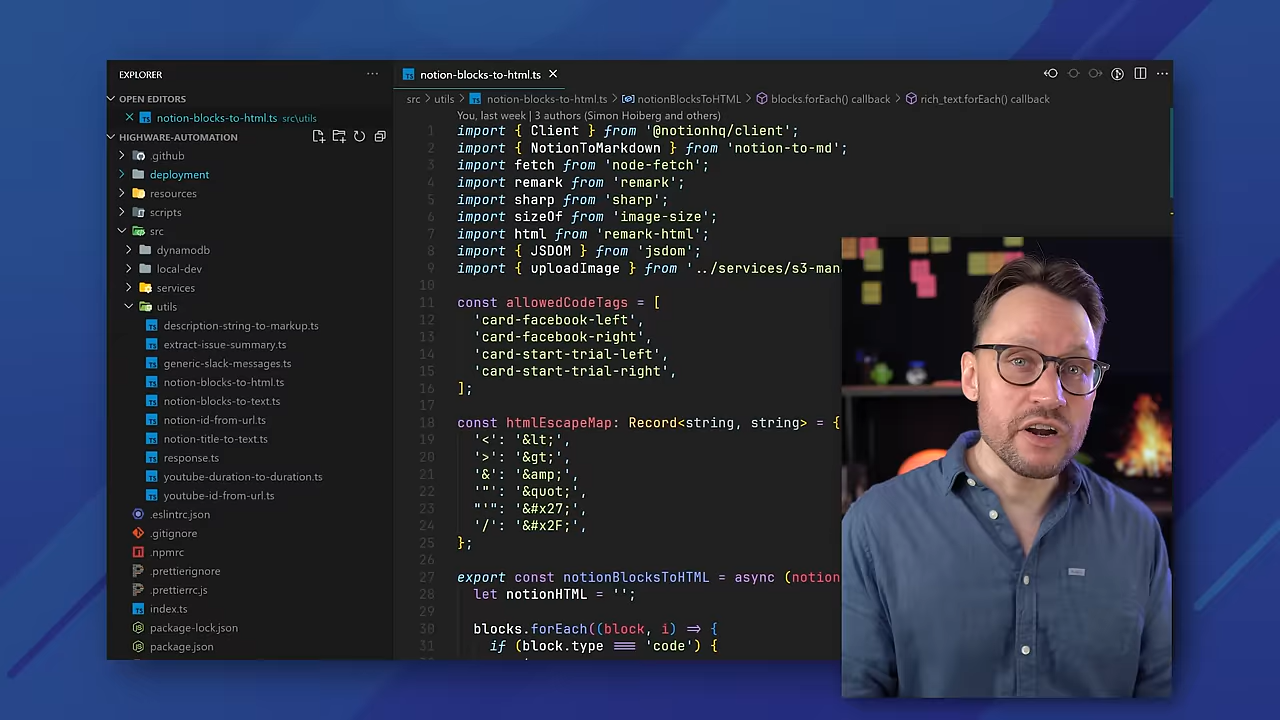 EXPLORER
OPEN EDITORS
notion-blocks-to-html.ts src\utils
HIGHWARE-AUTOMATION
.github
deployment
resources
scripts
src
dynamodb
local-dev
services
utils
description-string-to-markup.ts
extract-issue-summary.ts
generic-slack-messages.ts
notion-blocks-to-html.ts
notion-blocks-to-text.ts
notion-id-from-url.ts
notion-title-to-text.ts
response.ts
youtube-duration-to-duration.ts
youtube-id-from-url.ts
.eslintrc.json
.gitignore
.npmrc
.prettierignore
.prettierrc.js
index.ts
package-lock.json
package.json
notion-blocks-to-html.ts
src > utils > notion-blocks-to-html.ts > notionBlocksToHTML > blocks.forEach() callback > rich_text.forEach() callback
You, last week | 3 authors (Simon Hoiberg and others)
1 import { Client } from '@notionhq/client';
2 import { NotionToMarkdown } from 'notion-to-md';
3 import fetch from 'node-fetch';
4 import remark from 'remark';
5 import sharp from 'sharp';
6 import sizeOf from 'image-size';
7 import html from 'remark-html';
8 import { JSDOM } from 'jsdom';
9 import { uploadImage } from '../services/s3-man
10
11 const allowedCodeTags = [
12 'card-facebook-left',
13 'card-facebook-right',
14 'card-start-trial-left',
15 'card-start-trial-right',
16 ];
17
18 const htmlEscapeMap: Record<string, string> = {
19 '<': '&lt;',
20 '>': '&gt;',
21 '&': '&amp;',
22 '"': '&quot;',
23 "'": '&#x27;',
24 '/': '&#x2F;',
25 };
26
27 export const notionBlocksToHTML = async (notion
28 let notionHTML = '';
29
30 blocks.forEach((block, i) => {
31 if (block.type === 'code') {